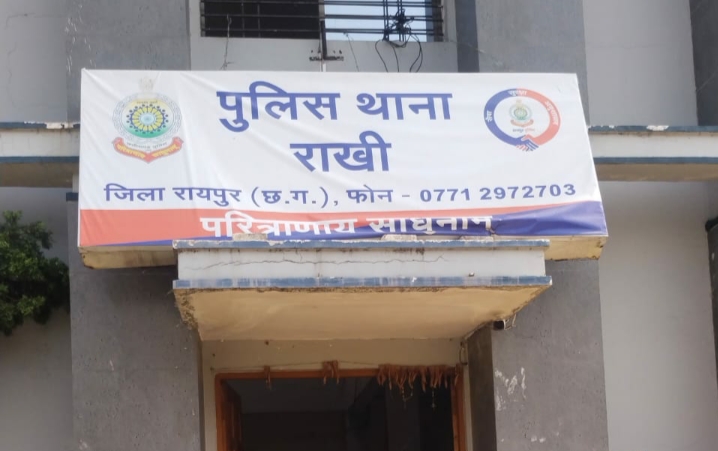 पुलिस थाना
राखी
जिला रायपुर (छ.ग.), फोन - 0771 2972703
परित्राणाय साधुनाम्